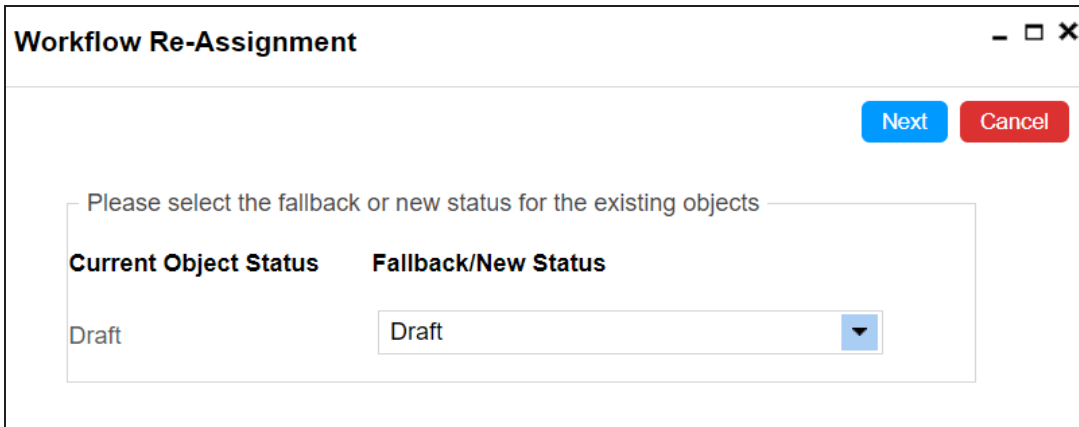 Workflow Re-Assignment
Next Cancel
Please select the fallback or new status for the existing objects
Current Object Status Fallback/New Status
Draft Draft